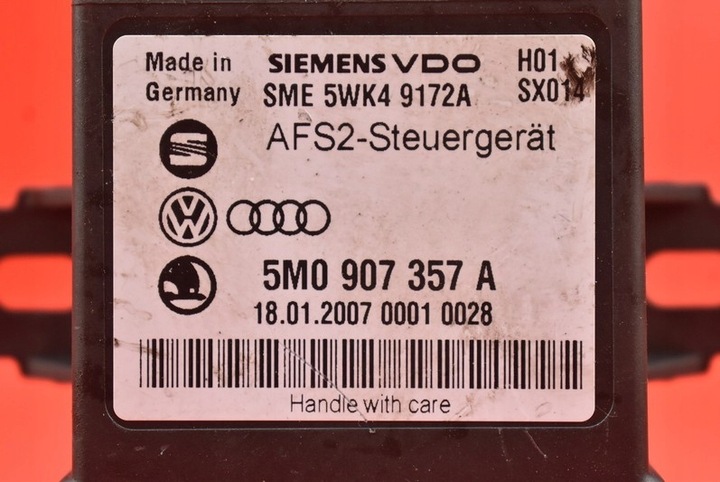 Made in SIEMENS VDO H01
Germany SME 5WK4 9172A SX014
AFS2-Steuergerät
5M0 907 357 A
18.01.2007 0001 0028
Handle with care